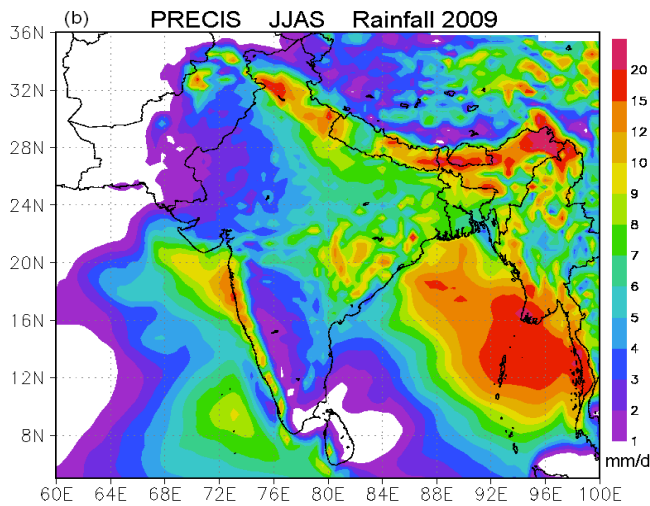 (b) PRECIS JJAS Rainfall 2009
36N
32N
28N
24N
20N
16N
12N
8N
60E 64E 68E 72E 76E 80E 84E 88E 92E 96E 100E
20
15
12
10
9
8
7
6
5
4
3
2
1
mm/d